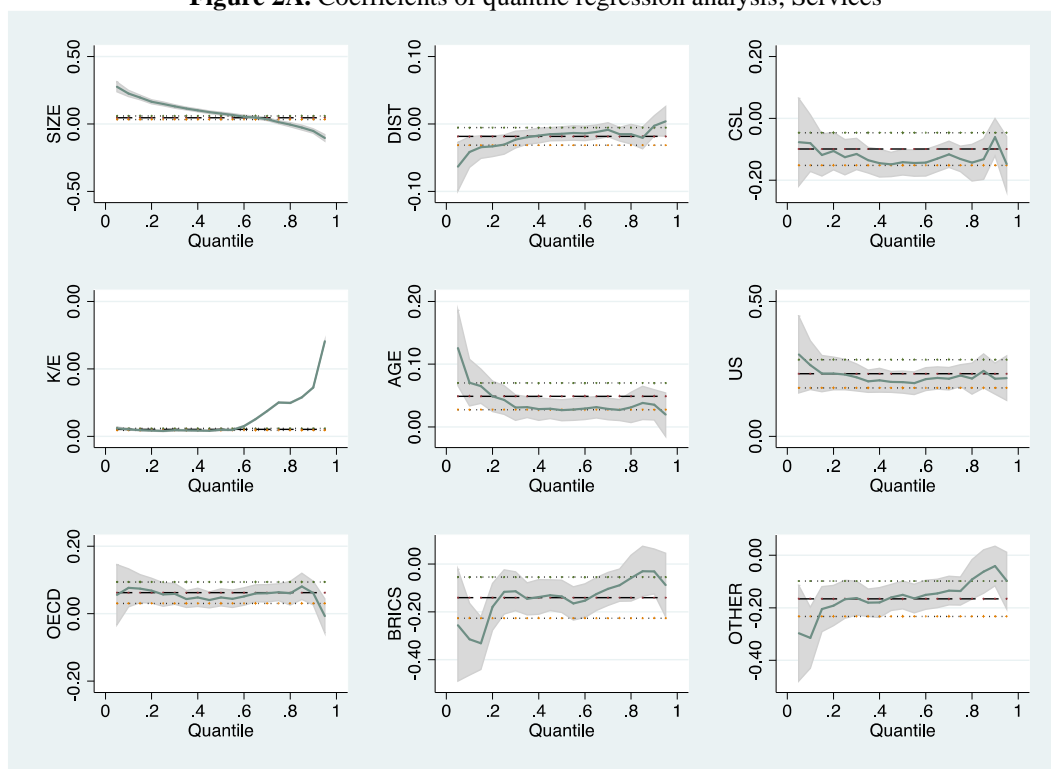 Figure 2A. Coefficients of quantile regression analysis, Services
SIZE
0.50
0.00
-0.50
0 .2 .4 .6 .8 1
Quantile
DIST
0.10
0.00
-0.10
0 .2 .4 .6 .8 1
Quantile
CSL
0.20
0.00
-0.20
0 .2 .4 .6 .8 1
Quantile
K/E
0.00
0.00
0.00
0 .2 .4 .6 .8 1
Quantile
AGE
0.20
0.10
0.00
0 .2 .4 .6 .8 1
Quantile
US
0.50
0.00
0 .2 .4 .6 .8 1
Quantile
OECD
0.20
0.00
-0.20
0 .2 .4 .6 .8 1
Quantile
BRICS
0.00
-0.20
-0.40
0 .2 .4 .6 .8 1
Quantile
OTHER
0.00
-0.20
-0.40
0 .2 .4 .6 .8 1
Quantile